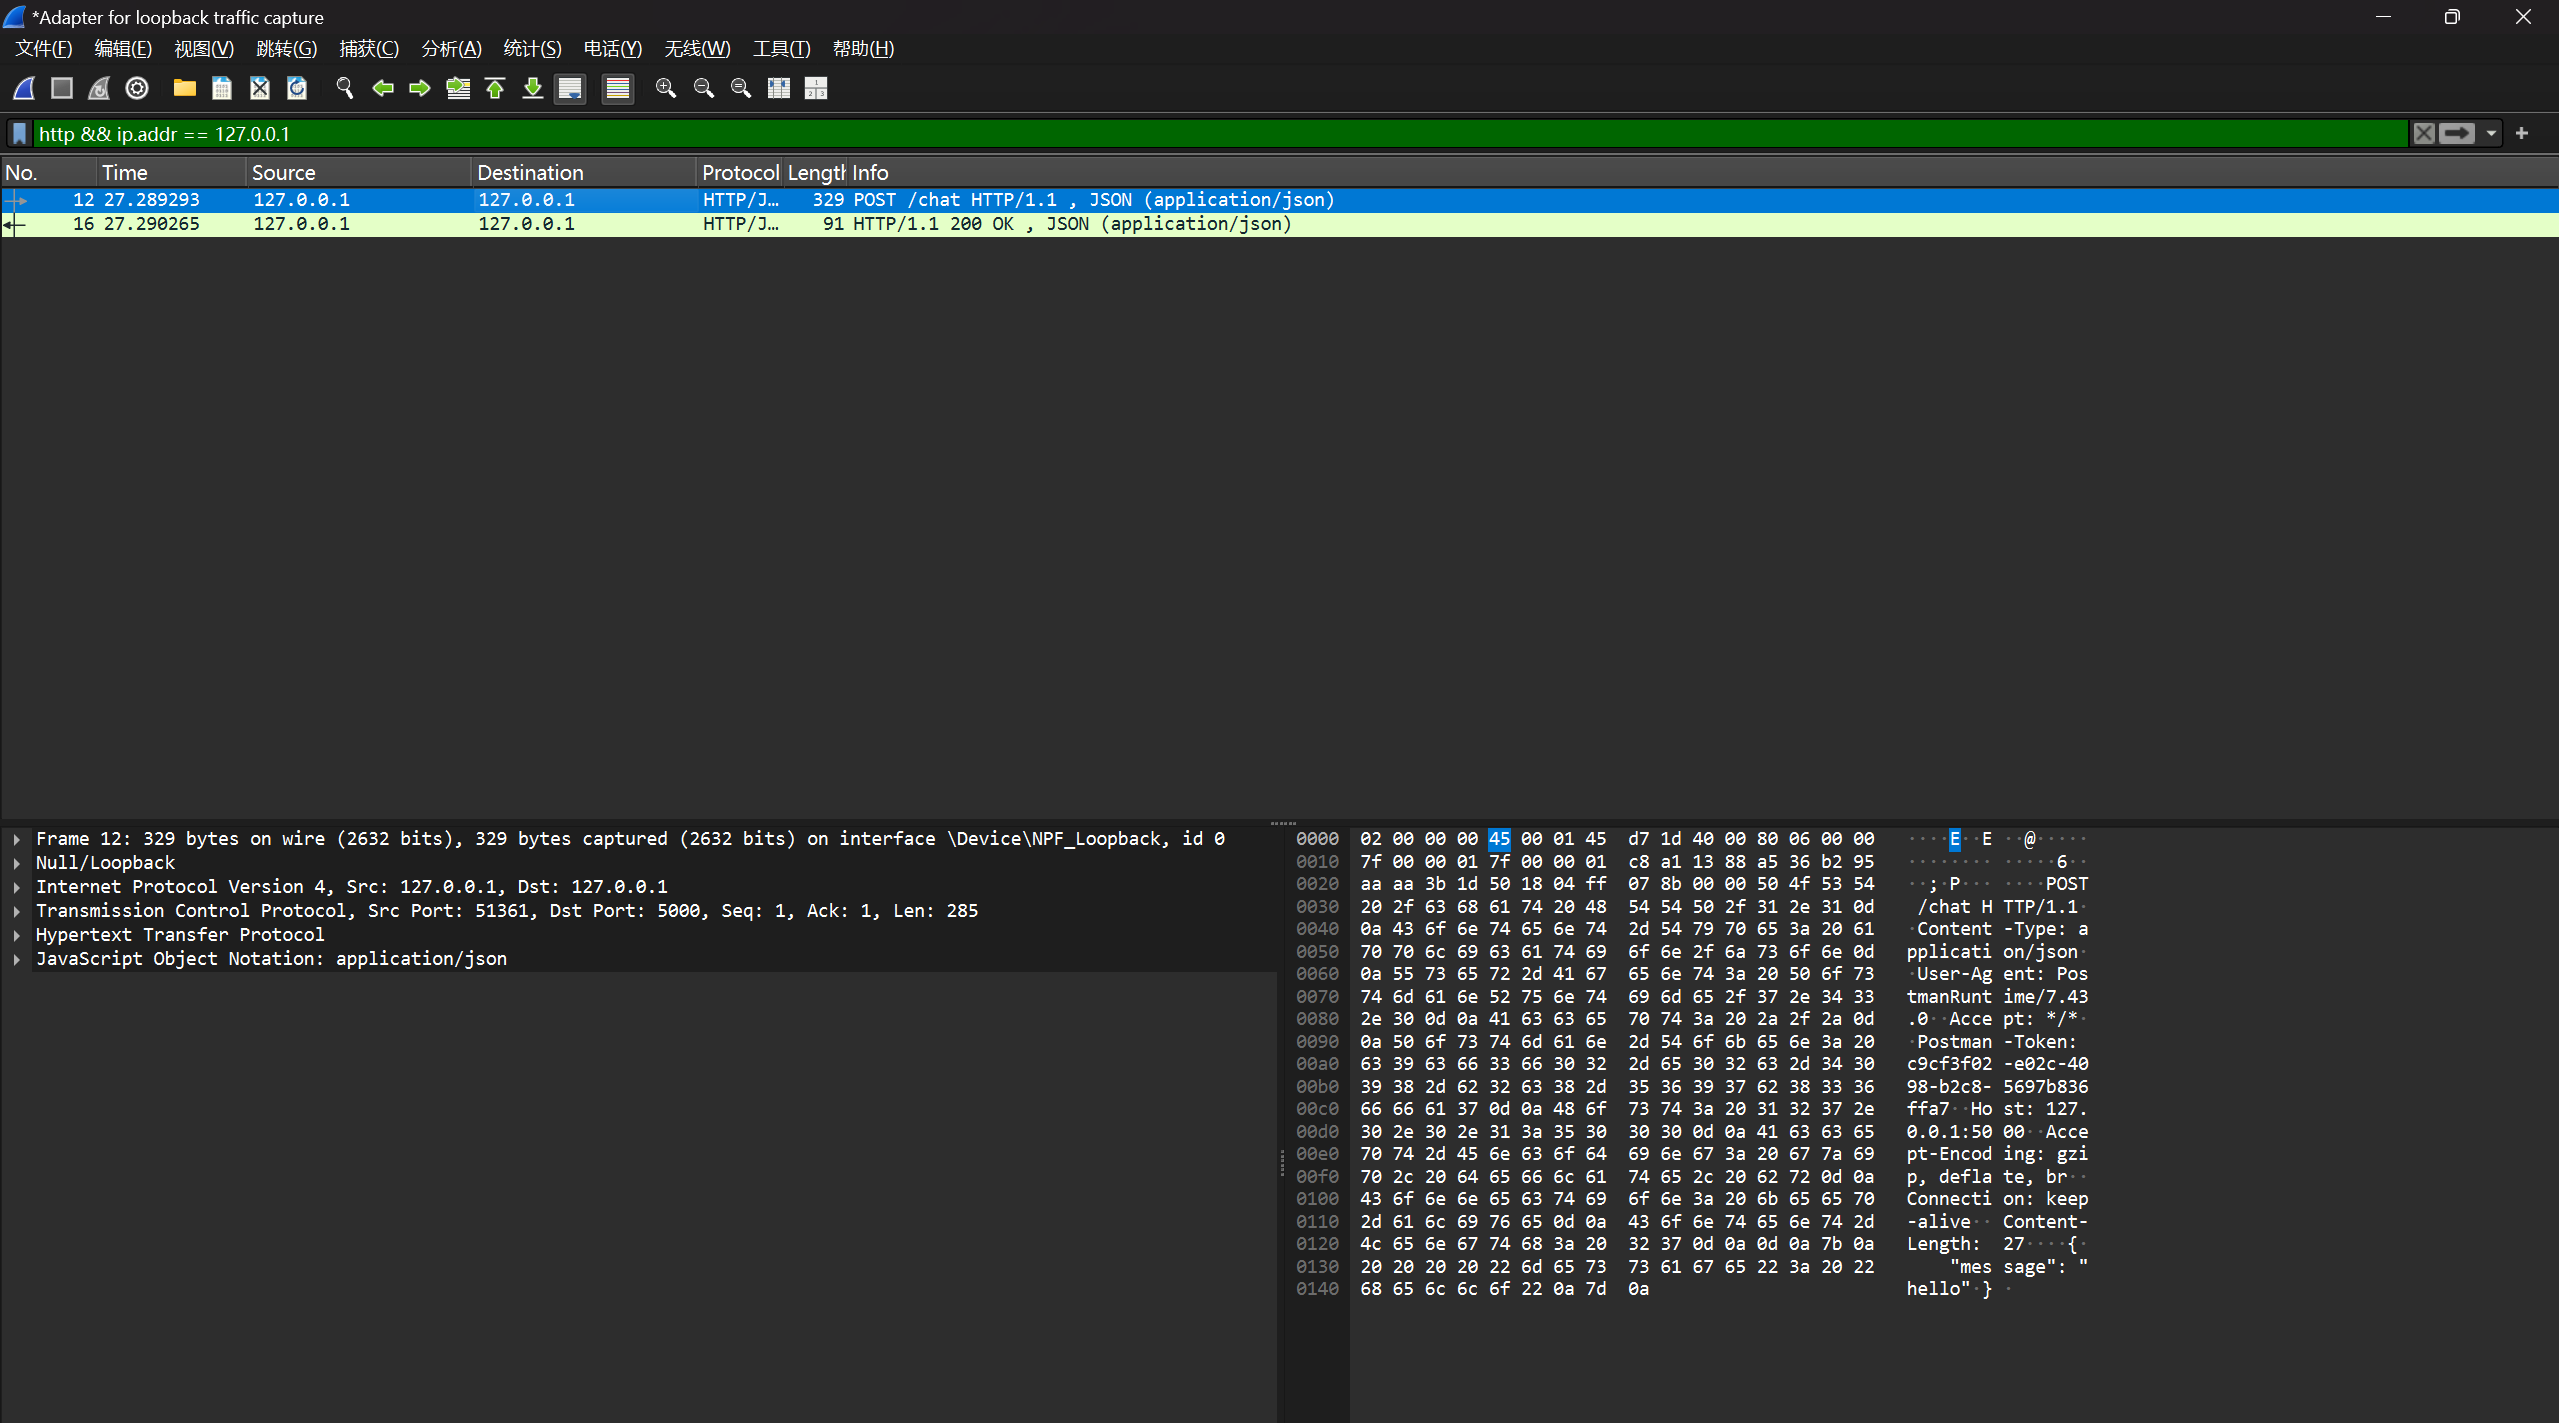 *Adapter for loopback traffic capture
文件(F) 编辑(E) 视图(V) 跳转(G) 捕获(C) 分析(A) 统计(S) 电话(Y) 无线(W) 工具(T) 帮助(H)
http && ip.addr == 127.0.0.1
No. Time Source Destination Protocol Length Info
12 27.289293 127.0.0.1 127.0.0.1 HTTP/J… 329 POST /chat HTTP/1.1 , JSON (application/json)
16 27.290265 127.0.0.1 127.0.0.1 HTTP/J… 91 HTTP/1.1 200 OK , JSON (application/json)
Frame 12: 329 bytes on wire (2632 bits), 329 bytes captured (2632 bits) on interface \Device\NPF_Loopback, id 0
Null/Loopback
Internet Protocol Version 4, Src: 127.0.0.1, Dst: 127.0.0.1
Transmission Control Protocol, Src Port: 51361, Dst Port: 5000, Seq: 1, Ack: 1, Len: 285
Hypertext Transfer Protocol
JavaScript Object Notation: application/json
0000 02 00 00 00 45 00 01 45 d7 1d 40 00 80 06 00 00 ····E··E ··@·····
0010 7f 00 00 01 7f 00 00 01 c8 a1 13 88 a5 36 b2 95 ········ ·····6··
0020 aa aa 3b 1d 50 18 04 ff 07 8b 00 00 50 4f 53 54 ··;·P··· ····POST
0030 20 2f 63 68 61 74 20 48 54 54 50 2f 31 2e 31 0d /chat H TTP/1.1·
0040 0a 43 6f 6e 74 65 6e 74 2d 54 79 70 65 3a 20 61 ·Content -Type: a
0050 70 70 6c 69 63 61 74 69 6f 6e 2f 6a 73 6f 6e 0d pplicati on/json·
0060 0a 55 73 65 72 2d 41 67 65 6e 74 3a 20 50 6f 73 ·User-Ag ent: Pos
0070 74 6d 61 6e 52 75 6e 74 69 6d 65 2f 37 2e 34 33 tmanRunt ime/7.43
0080 2e 30 0d 0a 41 63 63 65 70 74 3a 20 2a 2f 2a 0d .0··Acce pt: */*·
0090 0a 50 6f 73 74 6d 61 6e 2d 54 6f 6b 65 6e 3a 20 ·Postman -Token:
00a0 63 39 63 66 33 66 30 32 2d 65 30 32 63 2d 34 30 c9cf3f02 -e02c-40
00b0 39 38 2d 62 32 63 38 2d 35 36 39 37 62 38 33 36 98-b2c8- 5697b836
00c0 66 66 61 37 0d 0a 48 6f 73 74 3a 20 31 32 37 2e ffa7··Ho st: 127.
00d0 30 2e 30 2e 31 3a 35 30 30 30 0d 0a 41 63 63 65 0.0.1:50 00··Acce
00e0 70 74 2d 45 6e 63 6f 64 69 6e 67 3a 20 67 7a 69 pt-Encod ing: gzi
00f0 70 2c 20 64 65 66 6c 61 74 65 2c 20 62 72 0d 0a p, defla te, br··
0100 43 6f 6e 6e 65 63 74 69 6f 6e 3a 20 6b 65 65 70 Connecti on: keep
0110 2d 61 6c 69 76 65 0d 0a 43 6f 6e 74 65 6e 74 2d -alive·· Content-
0120 4c 65 6e 67 74 68 3a 20 32 37 0d 0a 0d 0a 7b 0a Length: 27····{·
0130 20 20 20 20 22 6d 65 73 73 61 67 65 22 3a 20 22 "mes sage": "
0140 68 65 6c 6c 6f 22 0a 7d 0a hello"·} ·